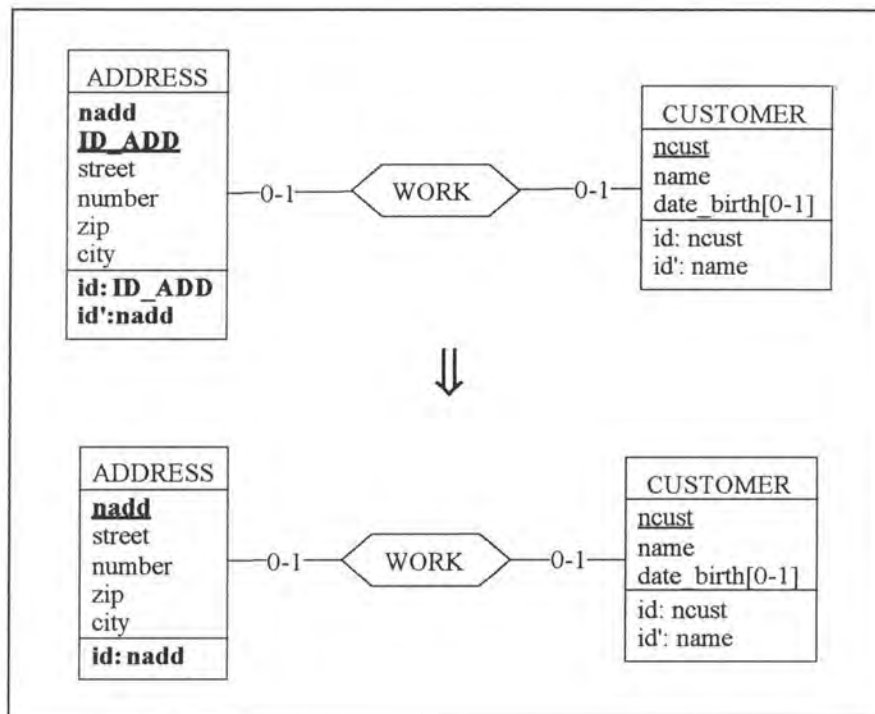 ADDRESS
nadd
ID_ADD
street
number
zip
city
id: ID_ADD
id':nadd
0-1
WORK
0-1
CUSTOMER
ncust
name
date_birth[0-1]
id: ncust
id': name
⇓
ADDRESS
nadd
street
number
zip
city
id: nadd
0-1
WORK
0-1
CUSTOMER
ncust
name
date_birth[0-1]
id: ncust
id': name